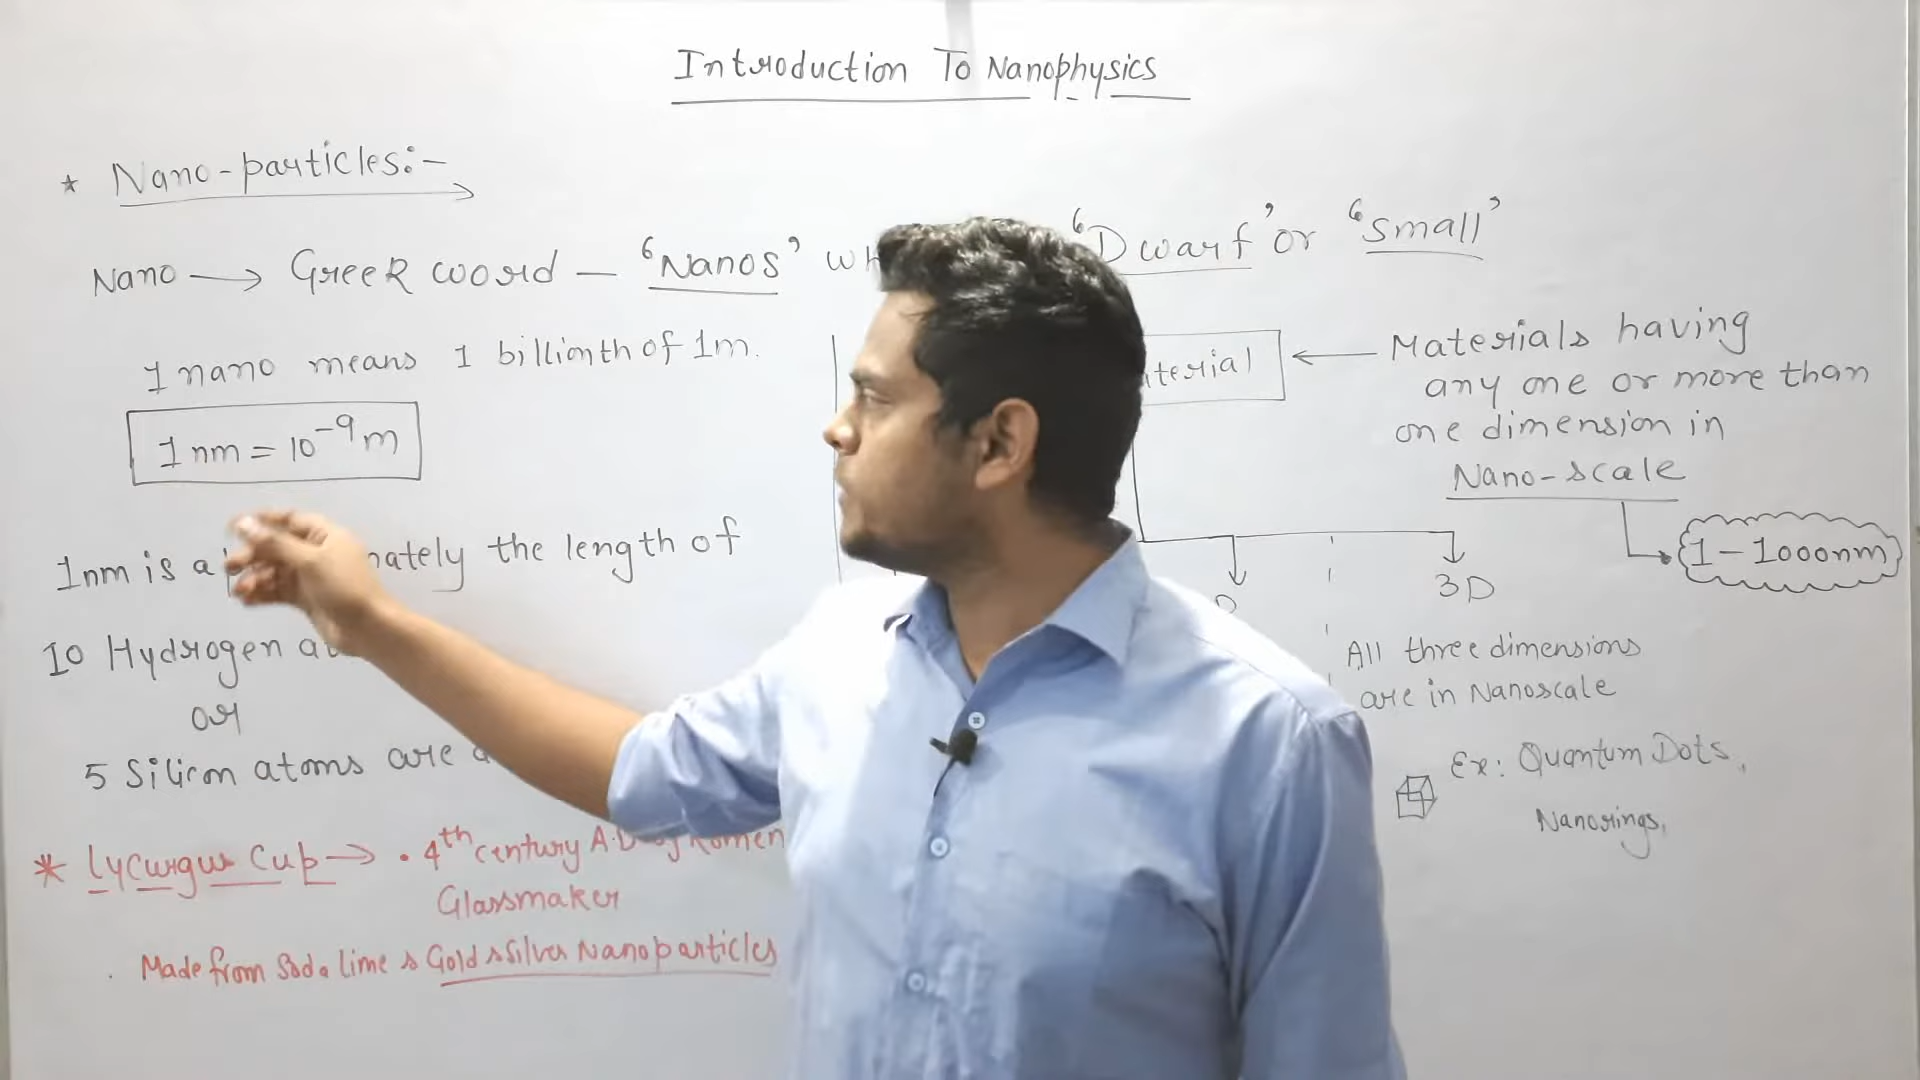 Introduction To Nanophysics
* Nano-particles:-
Nano → Greek word — 'Nanos' 'Dwarf' or 'Small'
1 nano means 1 billionth of 1m.
1 nm = 10⁻⁹ m
1nm is the length of
10 Hydrogen
or
5 Silicon atoms are
* Lycurgus Cup → • 4th century A.D Romen
Glassmaker
. Made from Soda lime & Gold & Silver Nanoparticles
← Materials having
any one or more than
one dimension in
Nano-scale
1-1000nm
3D
All three dimensions
are in Nanoscale
Ex: Quantum Dots,
Nanorings,